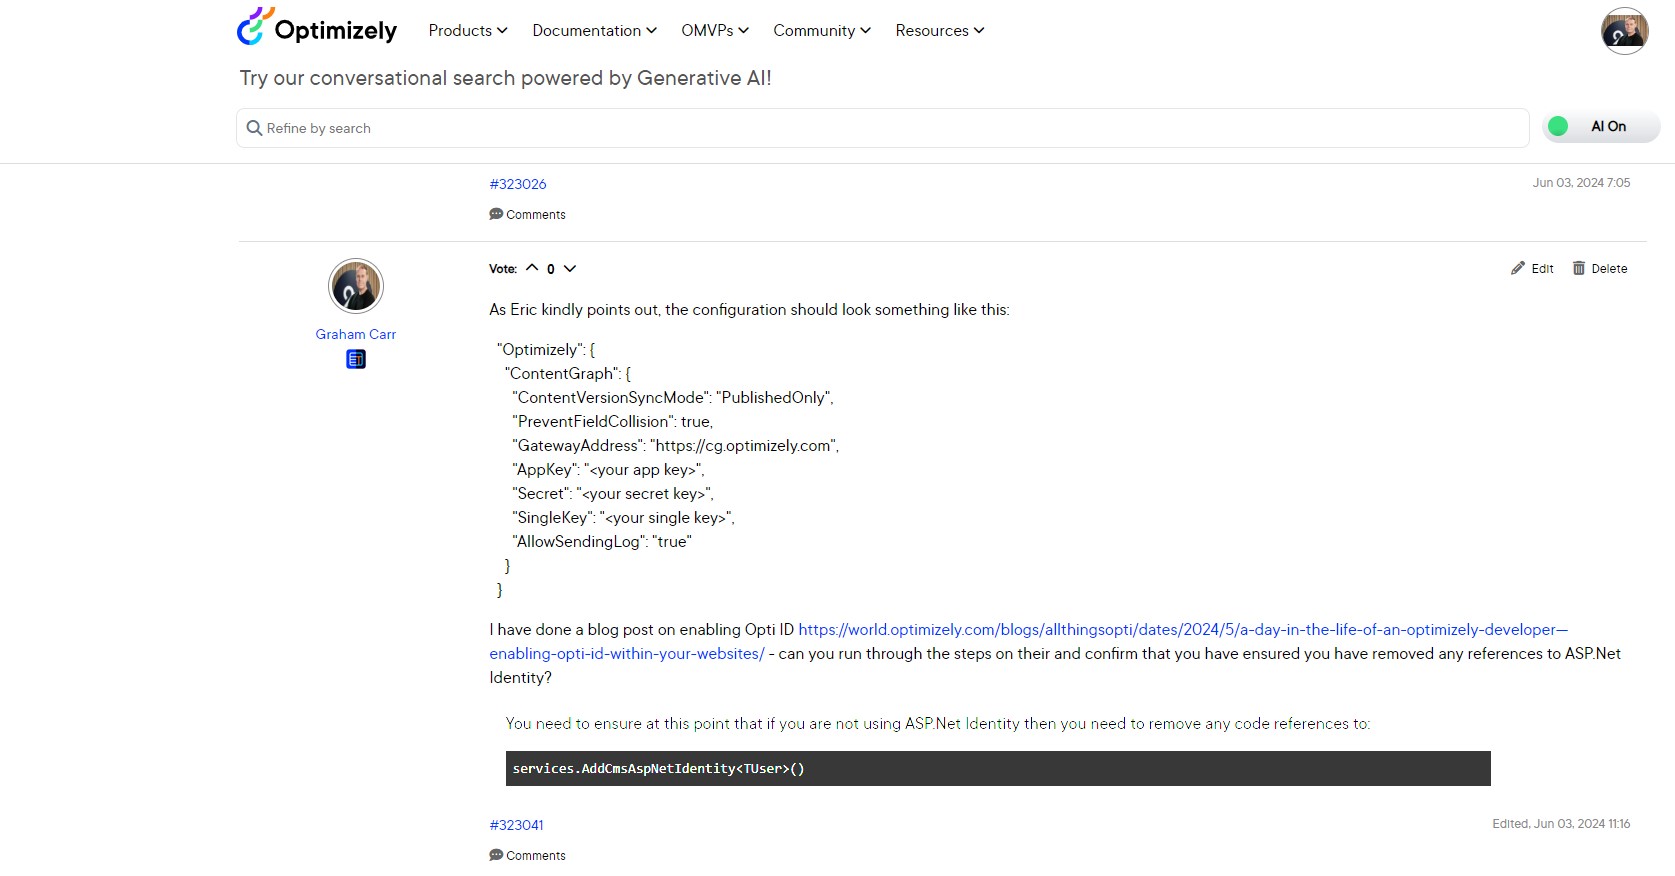 Optimizely
Products
Documentation
OMVPs
Community
Resources
Try our conversational search powered by Generative AI!
Refine by search
AI On
#323026
Jun 03, 2024 7:05
Comments
Vote: 0
Edit
Delete
Graham Carr
As Eric kindly points out, the configuration should look something like this:
"Optimizely": {
"ContentGraph": {
"ContentVersionSyncMode": "PublishedOnly",
"PreventFieldCollision": true,
"GatewayAddress": "https://cg.optimizely.com",
"AppKey": "<your app key>",
"Secret": "<your secret key>",
"SingleKey": "<your single key>",
"AllowSendingLog": "true"
}
}
I have done a blog post on enabling Opti ID https://world.optimizely.com/blogs/allthingsopti/dates/2024/5/a-day-in-the-life-of-an-optimizely-developer—
enabling-opti-id-within-your-websites/ - can you run through the steps on their and confirm that you have ensured you have removed any references to ASP.Net
Identity?
You need to ensure at this point that if you are not using ASP.Net Identity then you need to remove any code references to:
services.AddCmsAspNetIdentity<TUser>()
#323041
Edited, Jun 03, 2024 11:16
Comments